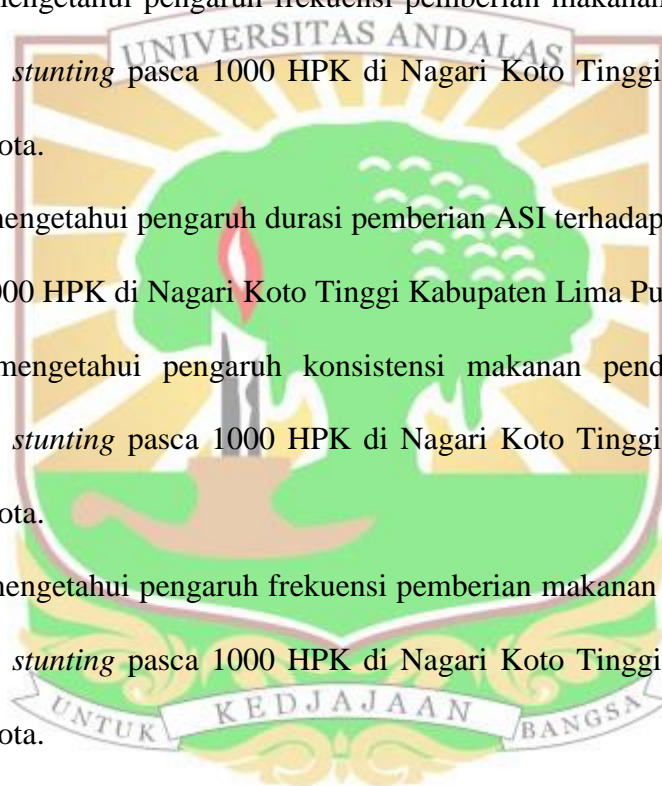 mengetahui pengaruh frekuensi pemberian makanan
UNIVERSITAS ANDALAS
stunting pasca 1000 HPK di Nagari Koto Tinggi
ota.
mengetahui pengaruh durasi pemberian ASI terhadap
000 HPK di Nagari Koto Tinggi Kabupaten Lima Pu
mengetahui pengaruh konsistensi makanan pend
stunting pasca 1000 HPK di Nagari Koto Tinggi
ota.
mengetahui pengaruh frekuensi pemberian makanan
stunting pasca 1000 HPK di Nagari Koto Tinggi
UNTUK KEDJAJAAN BANGSA
ota.